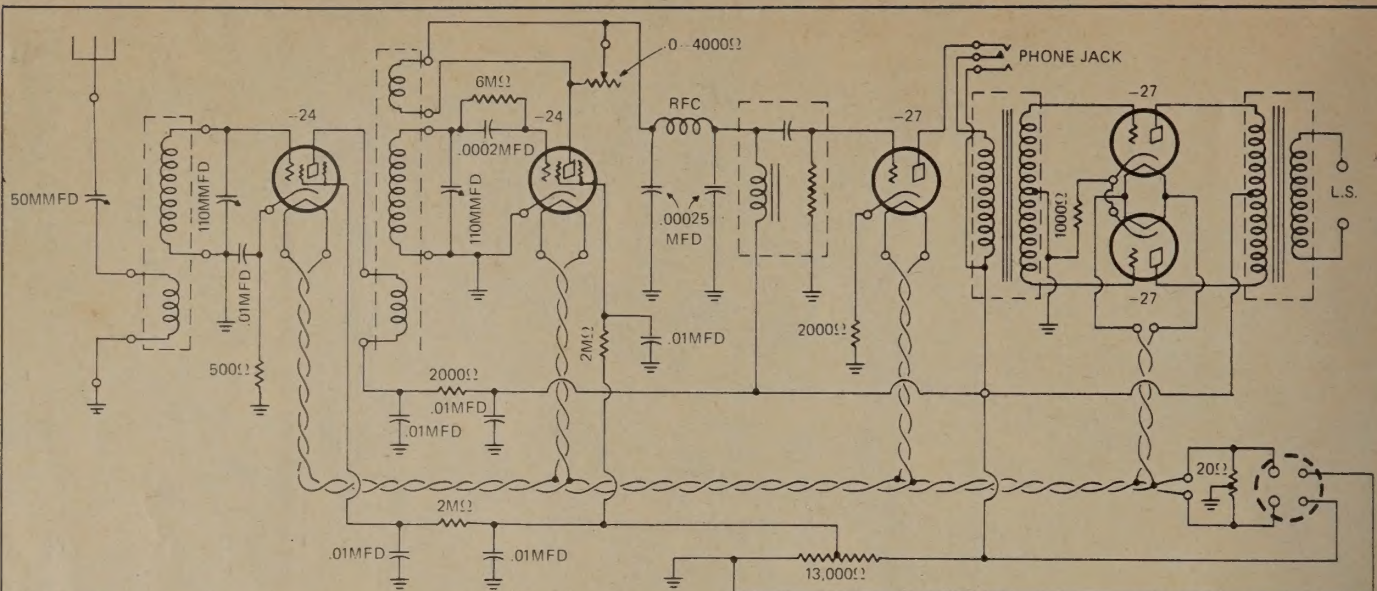 50MMFD
110MMFD
.01MFD
500Ω
-24
6MΩ
.0002MFD
110MMFD
-24
.0-4000Ω
RFC
.00025
MFD
2MΩ
.01MFD
2000Ω
.01MFD
.01MFD
-27
2000Ω
PHONE JACK
1000Ω
-27
-27
L.S.
20Ω
2MΩ
.01MFD
.01MFD
13,000Ω